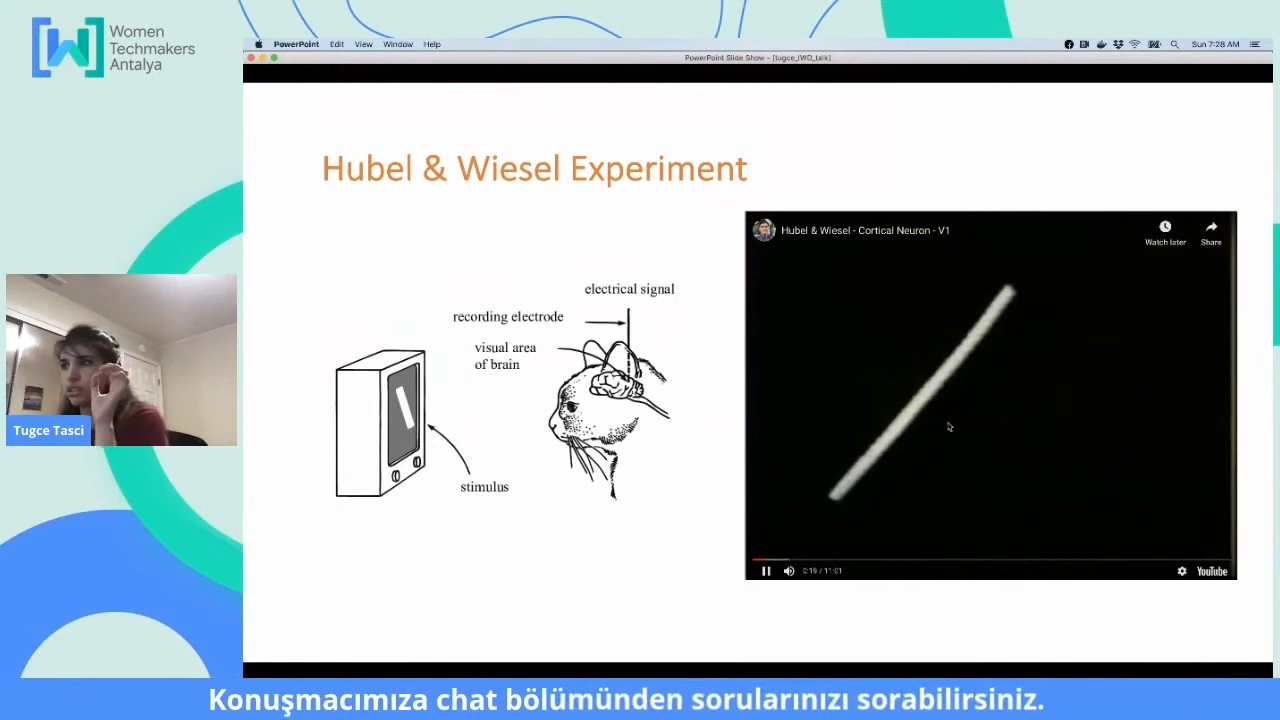 Women
Techmakers
Antalya
PowerPoint Edit View Window Help
Sun 7:28 AM
PowerPoint Slide Show - [tugce_IWD_talk]
Hubel & Wiesel Experiment
Hubel & Wiesel - Cortical Neuron - V1
Watch later
Share
electrical signal
recording electrode
visual area
of brain
stimulus
Tugce Tasci
0:19 / 11:01
YouTube
Konuşmacımıza chat bölümünden sorularınızı sorabilirsiniz.